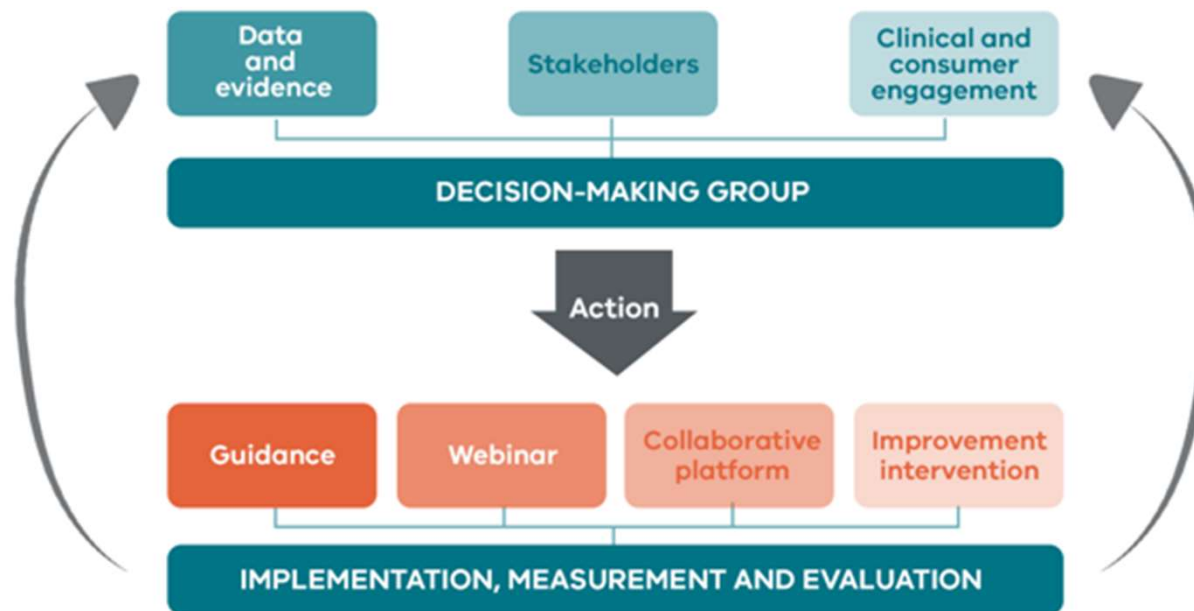 Data
and
evidence
Stakeholders
Clinical and
consumer
engagement
DECISION-MAKING GROUP
Action
Guidance
Webinar
Collaborative
platform
Improvement
intervention
IMPLEMENTATION, MEASUREMENT AND EVALUATION